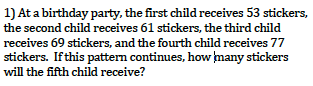 1) At a birthday party, the first child receives 53 stickers,
the second child receives 61 stickers, the third child
receives 69 stickers, and the fourth child receives 77
stickers. If this pattern continues, how many stickers
will the fifth child receive?